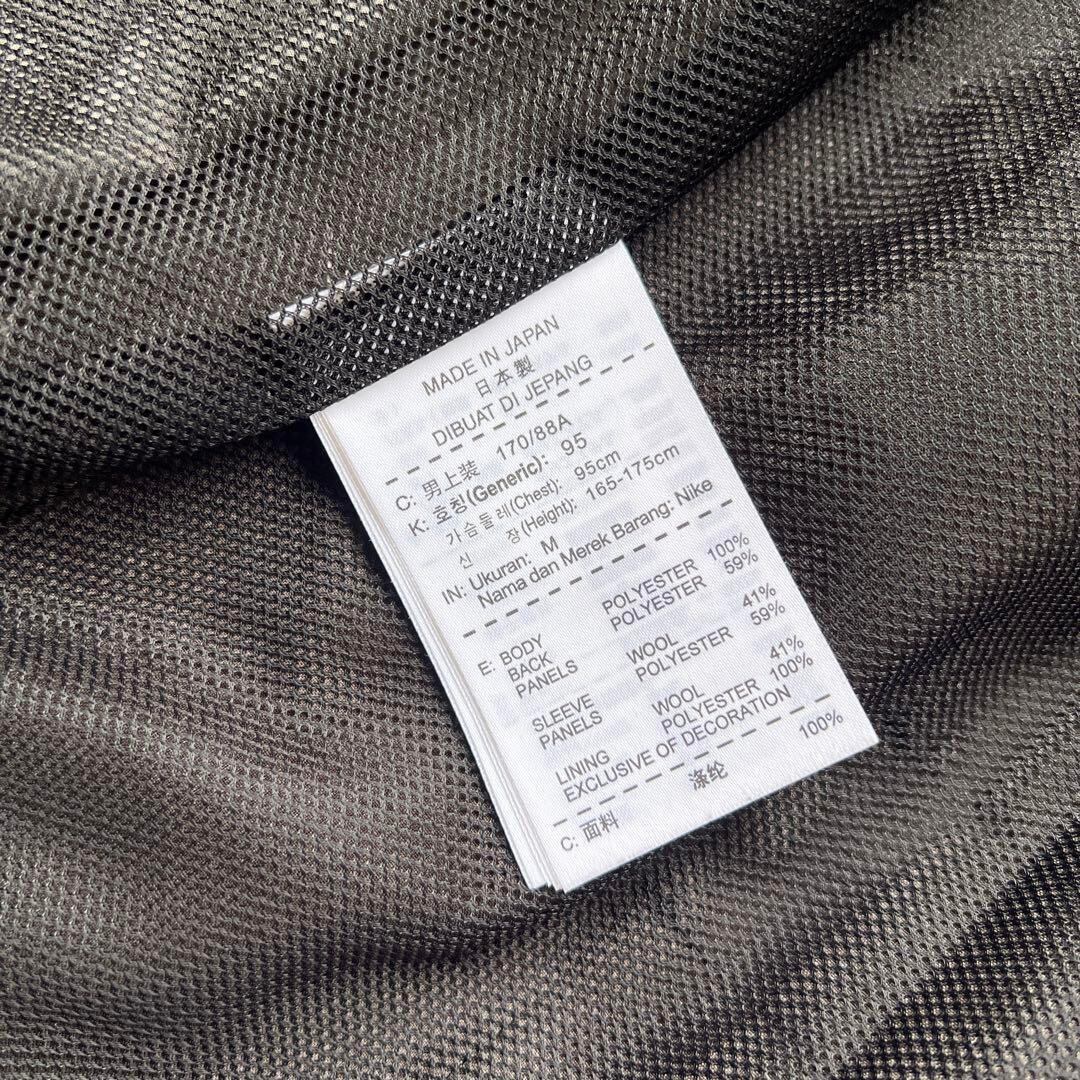 MADE IN JAPAN
日本製
DIBUAT DI JEPANG
C: 男上装 170/88A
K: 호칭(Generic): 95
가슴둘레(Chest): 95cm
신 장(Height): 165-175cm
IN: Ukuran: M
Nama dan Merek Barang: Nike
E: BODY POLYESTER 100%
BACK POLYESTER 59%
PANELS WOOL 41%
SLEEVE POLYESTER 59%
PANELS WOOL 41%
LINING POLYESTER 100%
EXCLUSIVE OF DECORATION
C: 面料 涤纶 100%